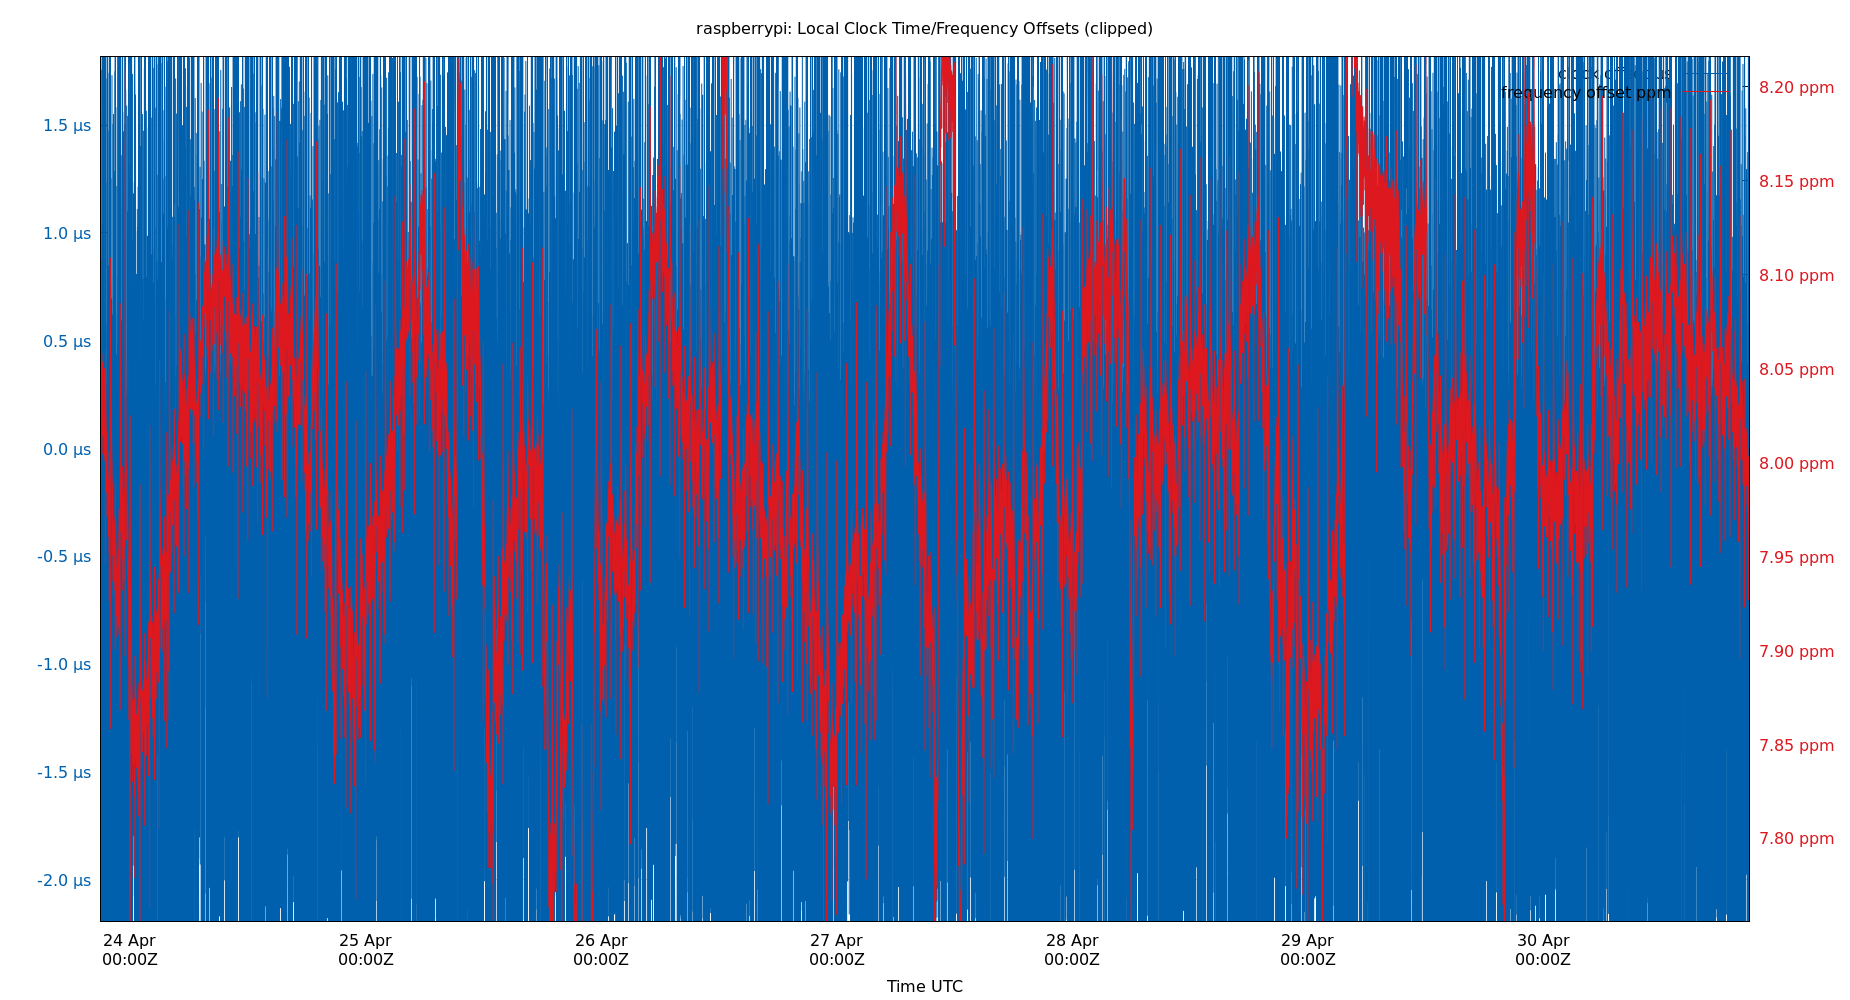 raspberrypi: Local Clock Time/Frequency Offsets (clipped)
frequency offset ppm
1.5 µs
1.0 µs
0.5 µs
0.0 µs
-0.5 µs
-1.0 µs
-1.5 µs
-2.0 µs
8.20 ppm
8.15 ppm
8.10 ppm
8.05 ppm
8.00 ppm
7.95 ppm
7.90 ppm
7.85 ppm
7.80 ppm
24 Apr
00:00Z
25 Apr
00:00Z
26 Apr
00:00Z
27 Apr
00:00Z
28 Apr
00:00Z
29 Apr
00:00Z
30 Apr
00:00Z
Time UTC